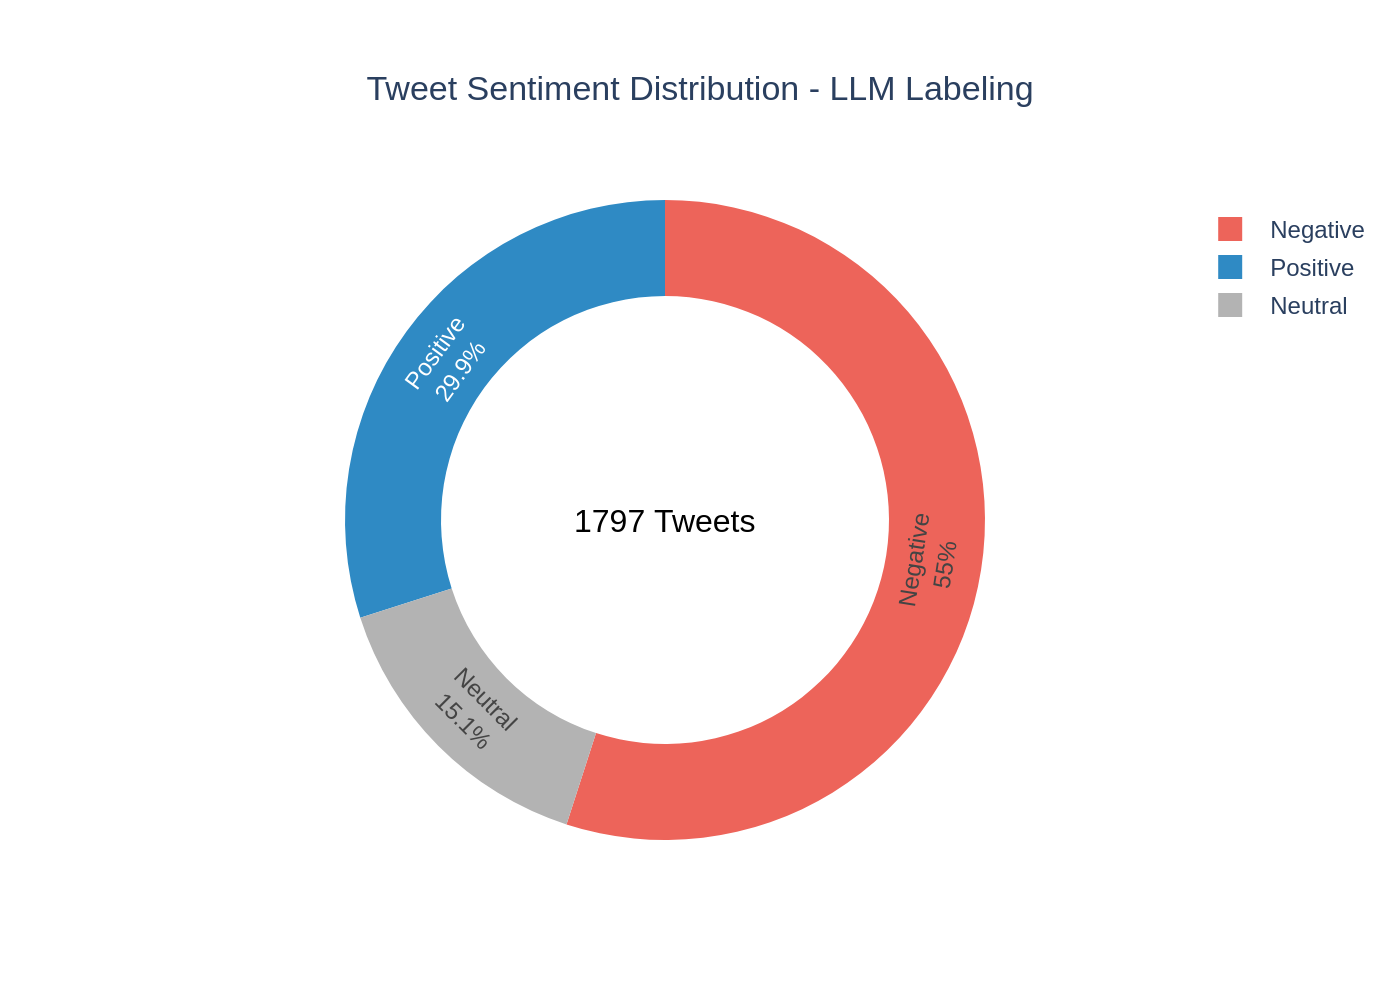 Tweet Sentiment Distribution - LLM Labeling
Negative
Positive
Neutral
Positive
29.9%
1797 Tweets
Negative
55%
Neutral
15.1%